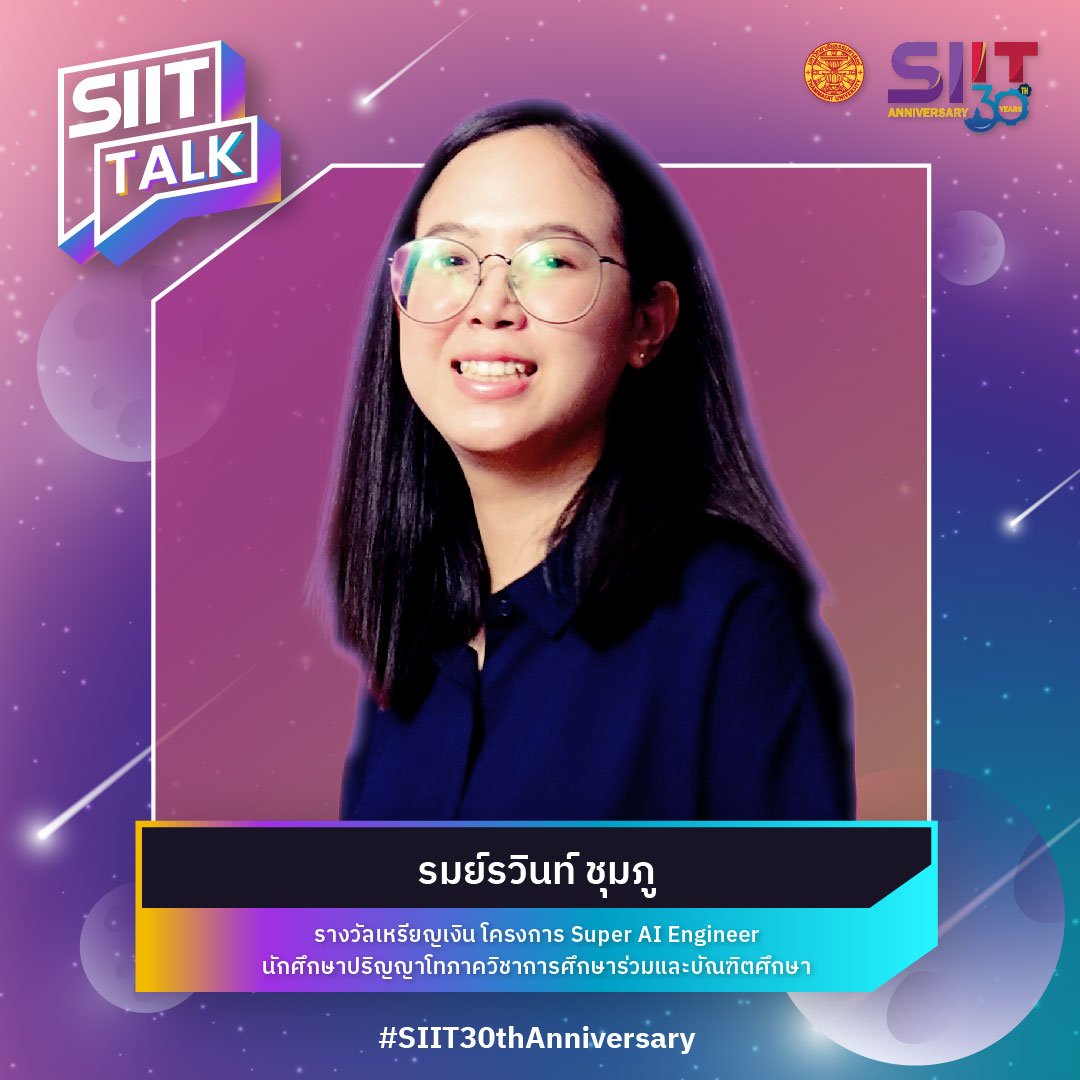 SIIT
TALK
SIIT
ANNIVERSARY 30TH YEARS
รมย์รวินท์ ชุมภู
รางวัลเหรียญเงิน โครงการ Super AI Engineer
นักศึกษาปริญญาโทภาควิชาการศึกษาร่วมและบัณฑิตศึกษา
#SIIT30thAnniversary